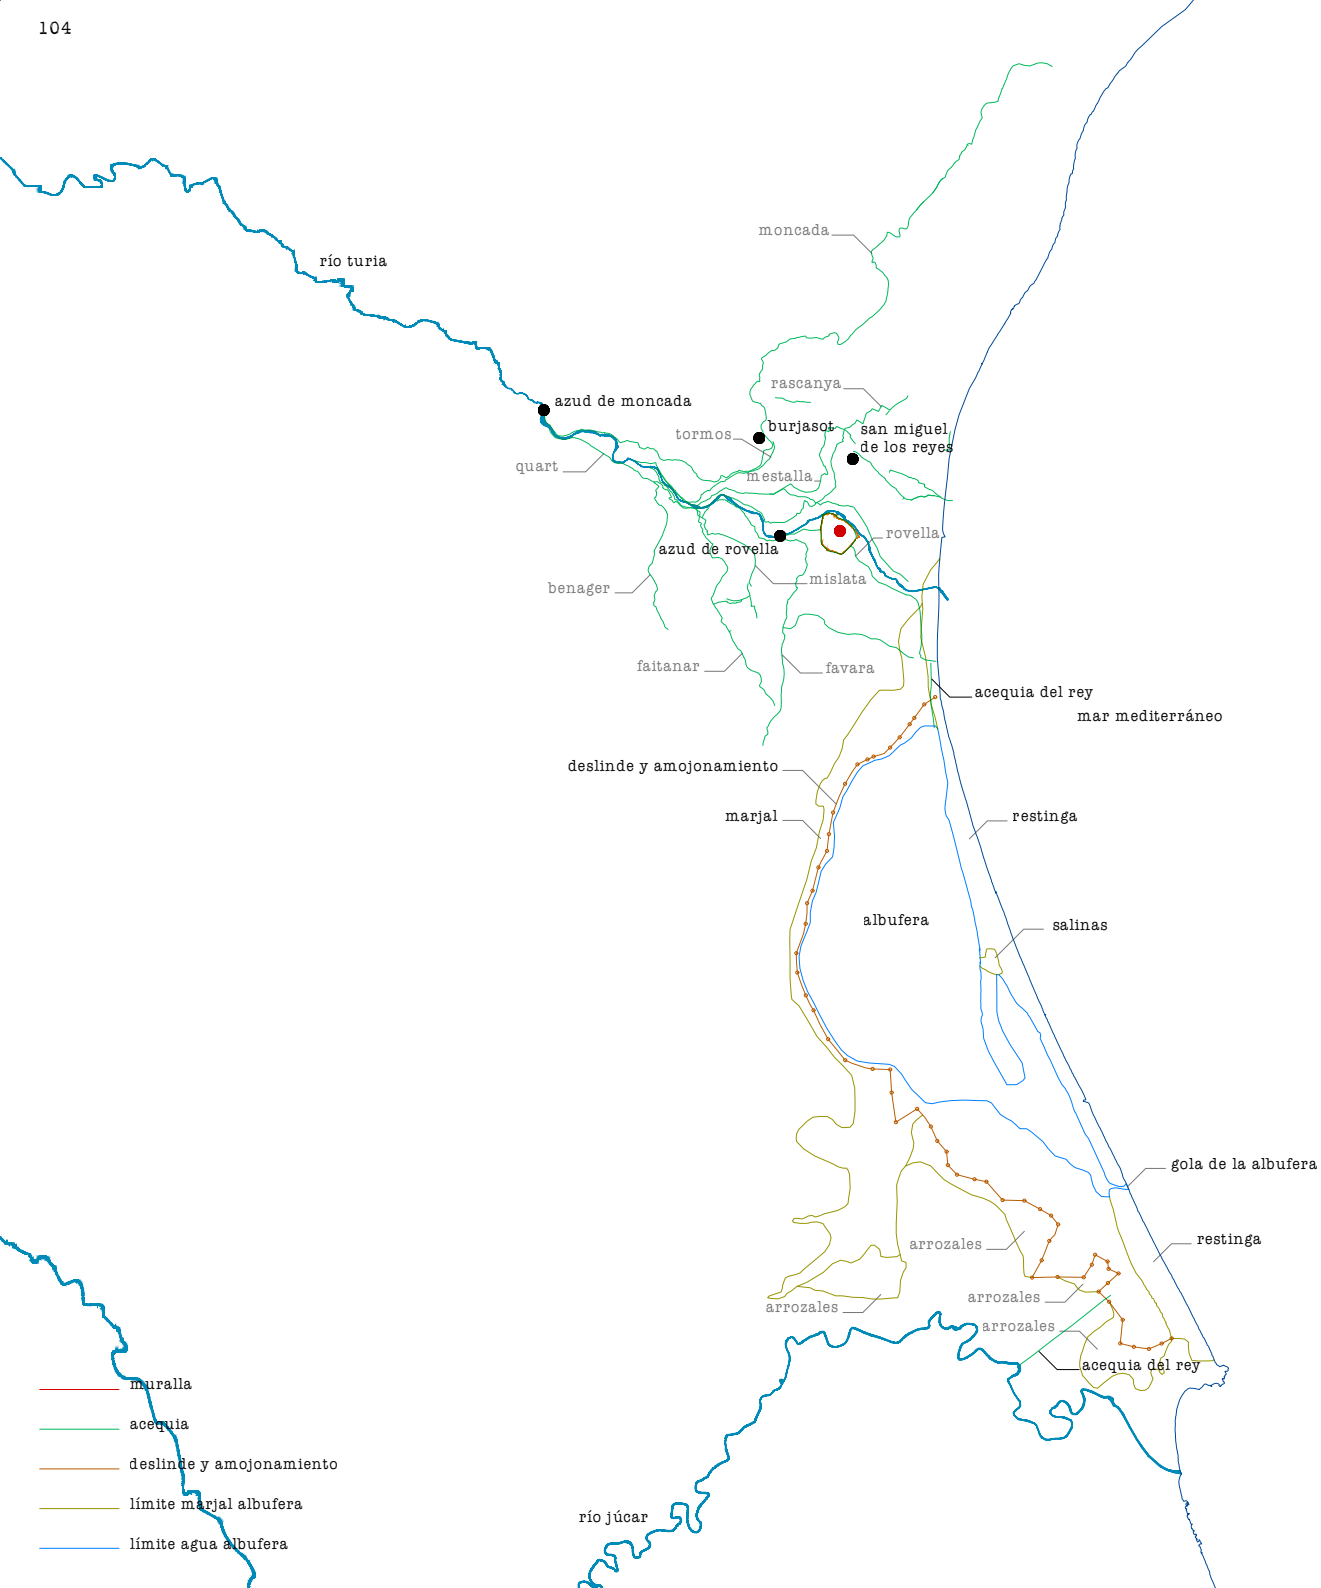 104
moncada
río turia
rascanya
azud de moncada
burjasot
san miguel
de los reyes
tormos
quart
mestalla
rovella
azud de rovella
mislata
benager
faitanar
favara
acequia del rey
mar mediterráneo
deslinde y amojonamiento
marjal
restinga
albufera
salinas
gola de la albufera
restinga
arrozales
arrozales
arrozales
arrozales
acequia del rey
muralla
acequia
deslinde y amojonamiento
límite marjal albufera
río júcar
límite agua albufera